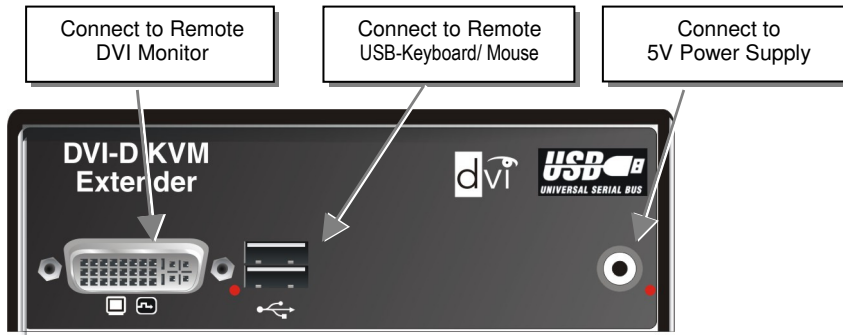 Connect to Remote
DVI Monitor
Connect to Remote
USB-Keyboard/ Mouse
Connect to
5V Power Supply
DVI-D KVM
Extender
dvi
USB
UNIVERSAL SERIAL BUS